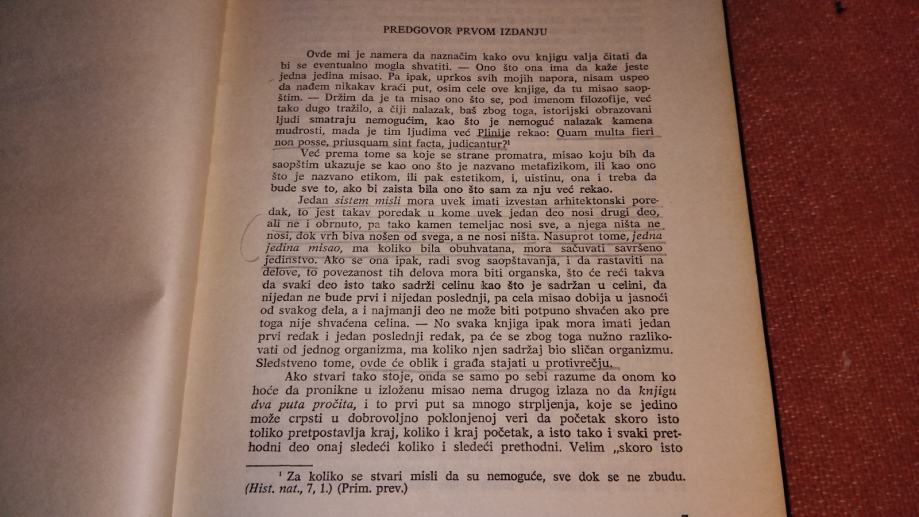 PREDGOVOR PRVOM IZDANJU
Ovde mi je namera da naznačim kako ovu knjigu valja čitati da
bi se eventualno mogla shvatiti. — Ono što ona ima da kaže jeste
jedna jedina misao. Pa ipak, uprkos svih mojih napora, nisam uspeo
da nađem nikakav kraći put, osim cele ove knjige, da tu misao saop-
štim. — Držim da je ta misao ono što se, pod imenom filozofije, već
tako dugo tražilo, a čiji nalazak, baš zbog toga, istorijski obrazovani
ljudi smatraju nemogućim, kao što je nemoguć nalazak kamena
mudrosti, mada je tim ljudima već Plinije rekao: Quam multa fieri
non posse, priusquam sint facta, judicantur?¹
Već prema tome sa koje se strane promatra, misao koju bih da
saopštim ukazuje se kao ono što je nazvano metafizikom, ili kao ono
što je nazvano etikom, ili pak estetikom, i, uistinu, ona i treba da
bude sve to, ako bi zaista bila ono što sam za nju već rekao.
Jedan sistem misli mora uvek imati izvestan arhitektonski pore-
dak, to jest takav poredak u kome uvek jedan deo nosi drugi deo,
ali ne i obrnuto, pa tako kamen temeljac nosi sve, a njega ništa ne
nosi, dok vrh biva nošen od svega, a ne nosi ništa. Nasuprot tome, jedna
jedina misao, ma koliko bila obuhvatana, mora sačuvati savršeno
jedinstvo. Ako se ona ipak, radi svog saopštavanja, i da rastaviti na
delove, to povezanost tih delova mora biti organska, što će reći takva
da svaki deo isto tako sadrži celinu kao što je sadržan u celini, da
nijedan ne bude prvi i nijedan poslednji, pa cela misao dobija u jasnoći
od svakog dela, a i najmanji deo ne može biti potpuno shvaćen ako pre
toga nije shvaćena celina. — No svaka knjiga ipak mora imati jedan
prvi redak i jedan poslednji redak, pa će se zbog toga nužno razliko-
vati od jednog organizma, ma koliko njen sadržaj bio sličan organizmu.
Sledstveno tome, ovde će oblik i građa stajati u protivrečju.
Ako stvari tako stoje, onda se samo po sebi razume da onom ko
hoće da pronikne u izloženu misao nema drugog izlaza no da knjigu
dva puta pročita, i to prvi put sa mnogo strpljenja, koje se jedino
može crpsti u dobrovoljno poklonjenoj veri da početak skoro isto
toliko pretpostavlja kraj, koliko i kraj početak, a isto tako i svaki pret-
hodni deo onaj sledeći koliko i sledeći prethodni. Velim „skoro isto
¹ Za koliko se stvari misli da su nemoguće, sve dok se ne zbudu.
(Hist. nat., 7, 1.) (Prim. prev.)